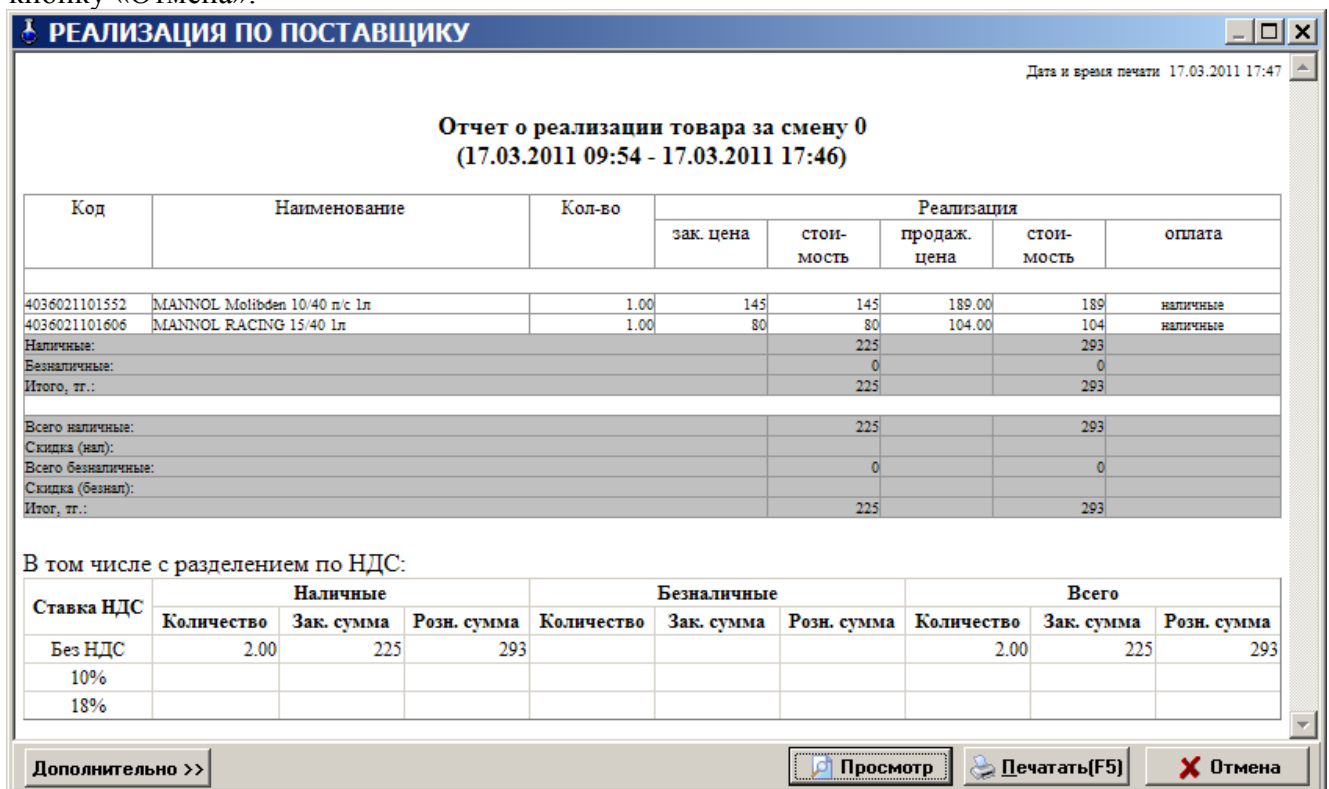 кнопку «Отмена».
РЕАЛИЗАЦИЯ ПО ПОСТАВЩИКУ
Дата и время печати 17.03.2011 17:47
Отчет о реализации товара за смену 0
(17.03.2011 09:54 - 17.03.2011 17:46)
Код Наименование Кол-во Реализация
зак. цена стои- продаж. стои- оплата
мость цена мость
4036021101552 MANNOL Molibden 10/40 п/с 1л 1.00 145 145 189.00 189 наличные
4036021101606 MANNOL RACING 15/40 1л 1.00 80 80 104.00 104 наличные
Наличные: 225 293
Безналичные: 0 0
Итого, тг.: 225 293
Всего наличные: 225 293
Скидка (нал):
Всего безналичные: 0 0
Скидка (безнал):
Итог, тг.: 225 293
В том числе с разделением по НДС:
Ставка НДС Наличные Безналичные Всего
Количество Зак. сумма Розн. сумма Количество Зак. сумма Розн. сумма Количество Зак. сумма Розн. сумма
Без НДС 2.00 225 293 2.00 225 293
10%
18%
Дополнительно >> Просмотр Печатать(F5) Отмена